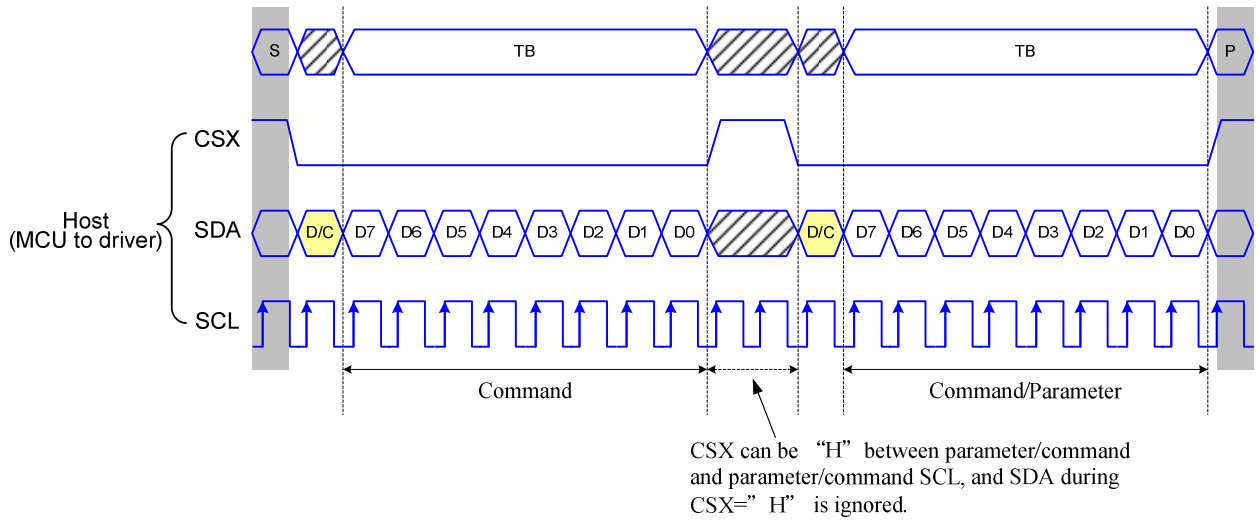 S TB TB P
CSX
Host
(MCU to driver)
SDA D/C D7 D6 D5 D4 D3 D2 D1 D0 D/C D7 D6 D5 D4 D3 D2 D1 D0
SCL
Command Command/Parameter
CSX can be “H” between parameter/command
and parameter/command SCL, and SDA during
CSX=”H” is ignored.